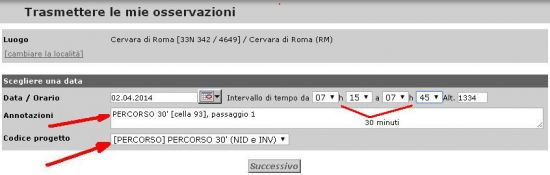 Trasmettere le mie osservazioni
Luogo Cervara di Roma [33N 342 / 4649] / Cervara di Roma (RM)
[cambiare la località]
Scegliere una data
Data / Orario 02.04.2014 Intervallo di tempo da 07 h 15 a 07 h 45 Alt. 1334
Annotazioni PERCORSO 30' [cella 93], passaggio 1
30 minuti
Codice progetto [PERCORSO] PERCORSO 30' (NID e INV)
Successivo